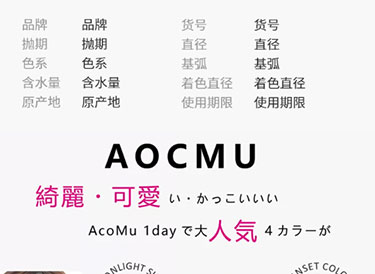 品牌 品牌 货号 货号
抛期 抛期 直径 直径
色系 色系 基弧 基弧
含水量 含水量 着色直径 着色直径
原产地 原产地 使用期限 使用期限
AOCMU
綺麗・可愛 い・かっこいいい
AcoMu 1day で大人気 4 カラーが